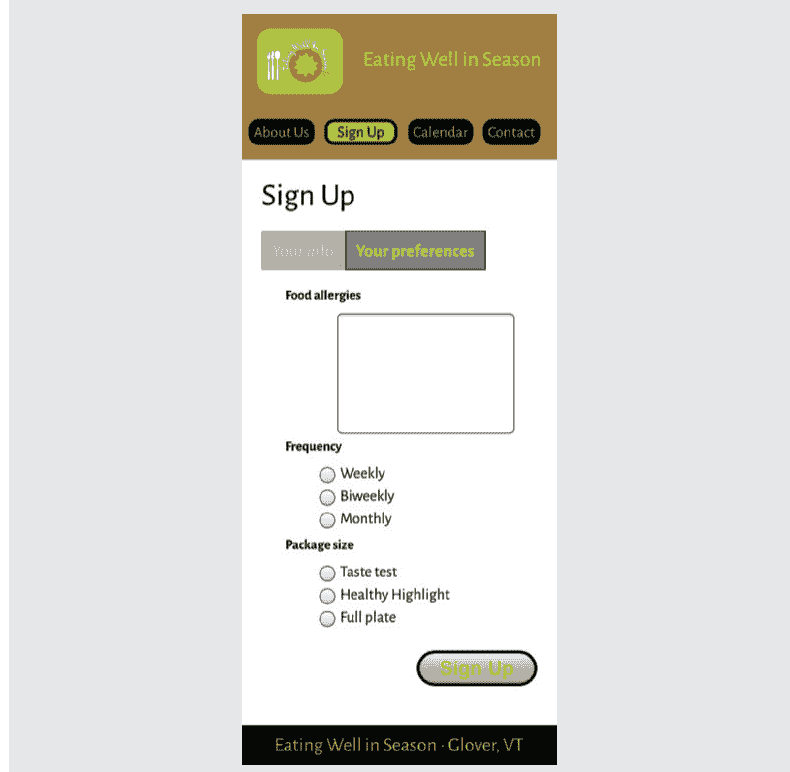 Eating Well in Season
About Us Sign Up Calendar Contact
Sign Up
Your info Your preferences
Food allergies
Frequency
Weekly
Biweekly
Monthly
Package size
Taste test
Healthy Highlight
Full plate
Sign Up
Eating Well in Season · Glover, VT